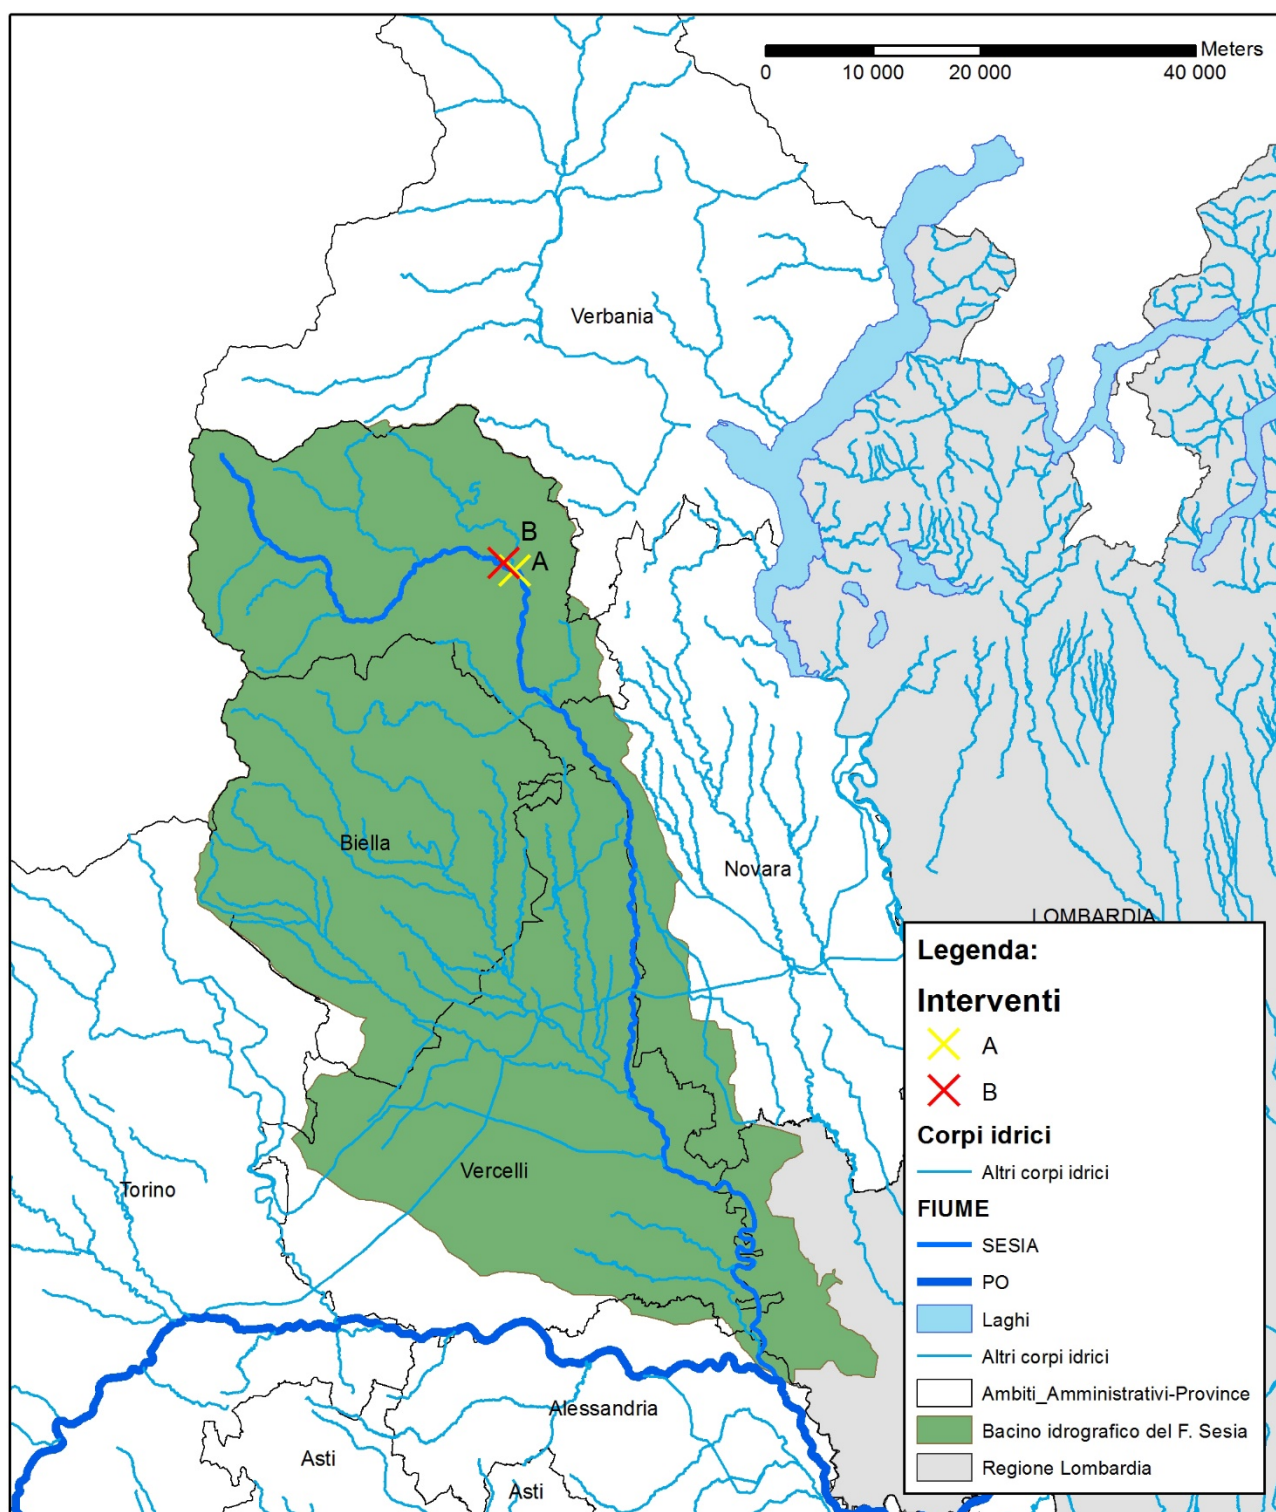 Meters
0 10 000 20 000 40 000
Verbania
B
A
Biella
Novara
LOMBARDIA
Vercelli
Torino
Alessandria
Asti
Asti
Legenda:
Interventi
A
B
Corpi idrici
Altri corpi idrici
FIUME
SESIA
PO
Laghi
Altri corpi idrici
Ambiti_Amministrativi-Province
Bacino idrografico del F. Sesia
Regione Lombardia